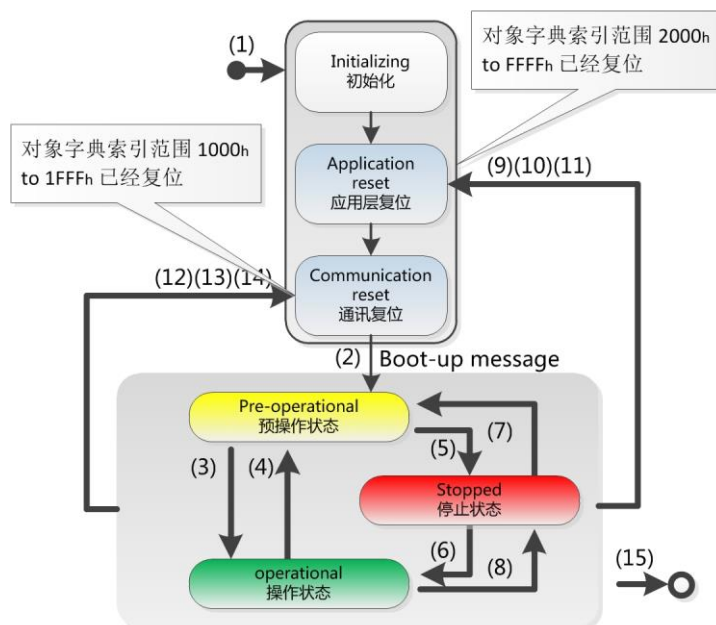 (1)
Initializing
初始化
对象字典索引范围 2000h
to FFFFh 已经复位
对象字典索引范围 1000h
to 1FFFh 已经复位
Application
reset
应用层复位
(9)(10)(11)
(12)(13)(14)
Communication
reset
通讯复位
(2)
Boot-up message
Pre-operational
预操作状态
(3)
(4)
(5)
(7)
Stopped
停止状态
(6)
(8)
operational
操作状态
(15)